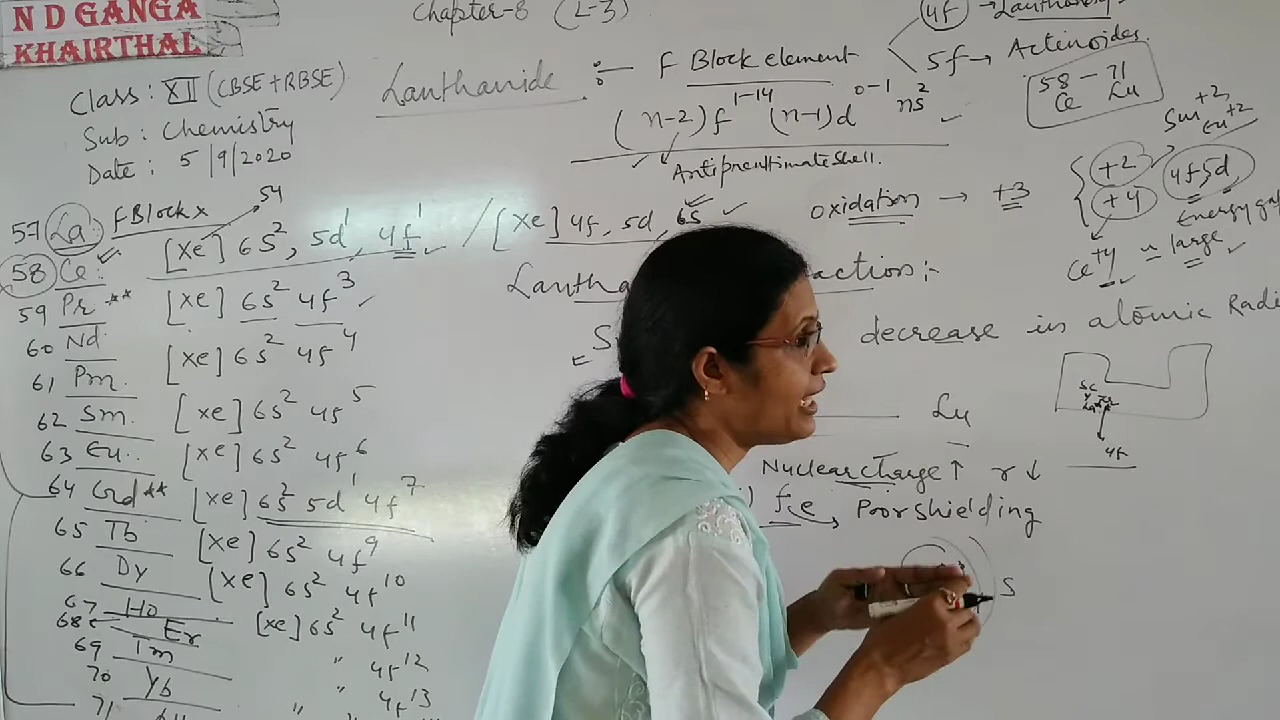 N D GANGA
KHAIRTHAL
Chapter-8 (L-3)
Class: XII (CBSE + RBSE)
Sub: Chemistry
Date: 5/9/2020
Lanthanide :- F Block element
4f →
5f → Actinoides.
58 - 71
Ce Lu
(n-2)f¹⁻¹⁴ (n-1)d⁰⁻¹ ns²
Antipenultimate Shell.
oxidation → +3
+2
+4
Sm⁺², Eu⁺²
4f, 5d,
Energy gap
= large
Ce⁺⁴
57 La F Block x
54
58 Ce: [Xe] 6s², 5d¹, 4f¹ / [Xe] 4f, 5d, 6s
59 Pr ** [Xe] 6s² 4f³
60 Nd [Xe] 6s² 4f⁴
61 Pm. [Xe] 6s² 4f⁵
62 Sm. [Xe] 6s² 4f⁶
63 Eu..
64 Gd** [Xe] 6s² 5d¹ 4f⁷
65 Tb [Xe] 6s² 4f⁹
66 Dy [Xe] 6s² 4f¹⁰
67 Ho [Xe] 6s² 4f¹¹
68 Er " 4f¹²
69 Tm " 4f¹³
70 Yb "
71
Lantha action:-
decrease in atomic Radi
Lu
Sc
Y
4f
Nuclear charge ↑ r ↓
) f, e → Poor shielding
S